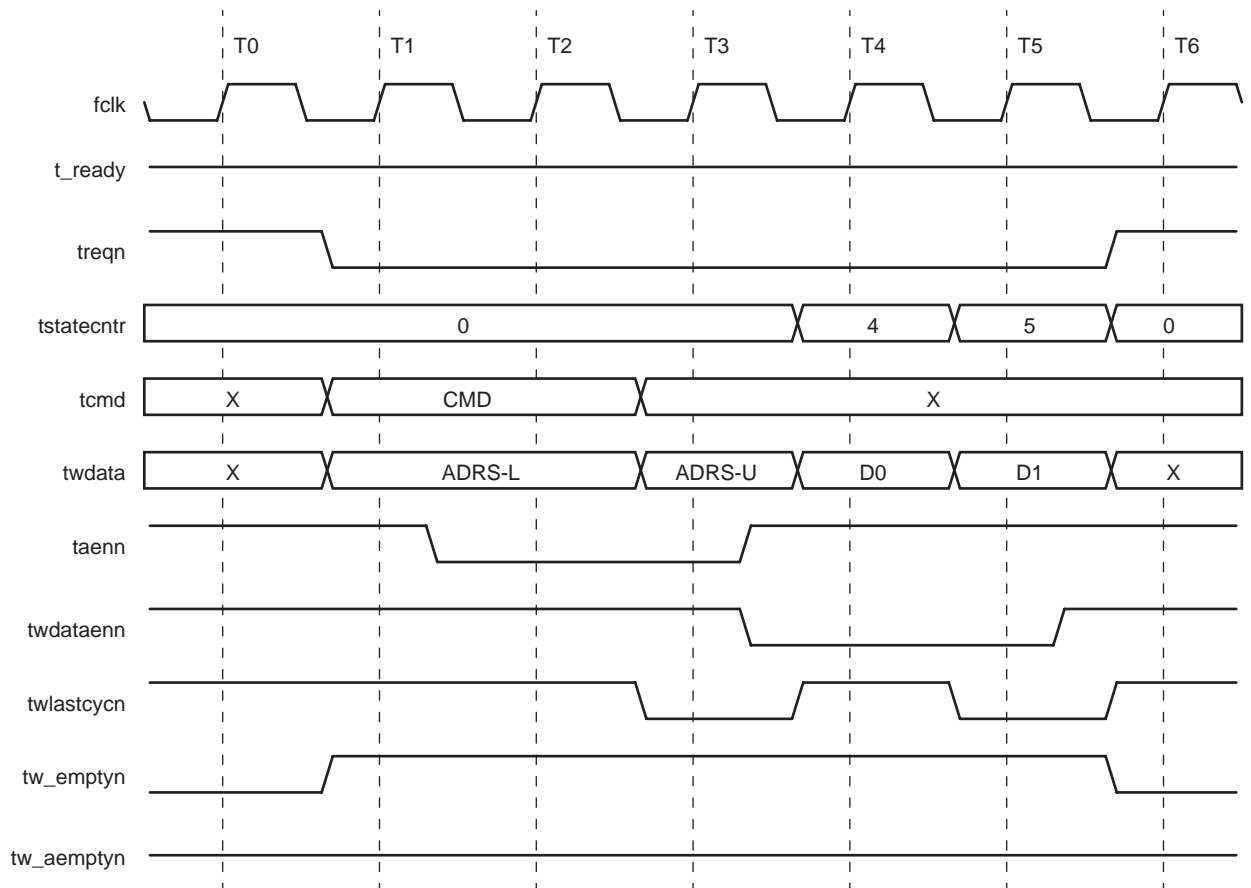 T0 T1 T2 T3 T4 T5 T6
fclk
t_ready
treqn
tstatecntr 0 4 5 0
tcmd X CMD X
twdata X ADRS-L ADRS-U D0 D1 X
taenn
twdataenn
twlastcycn
tw_emptyn
tw_aemptyn